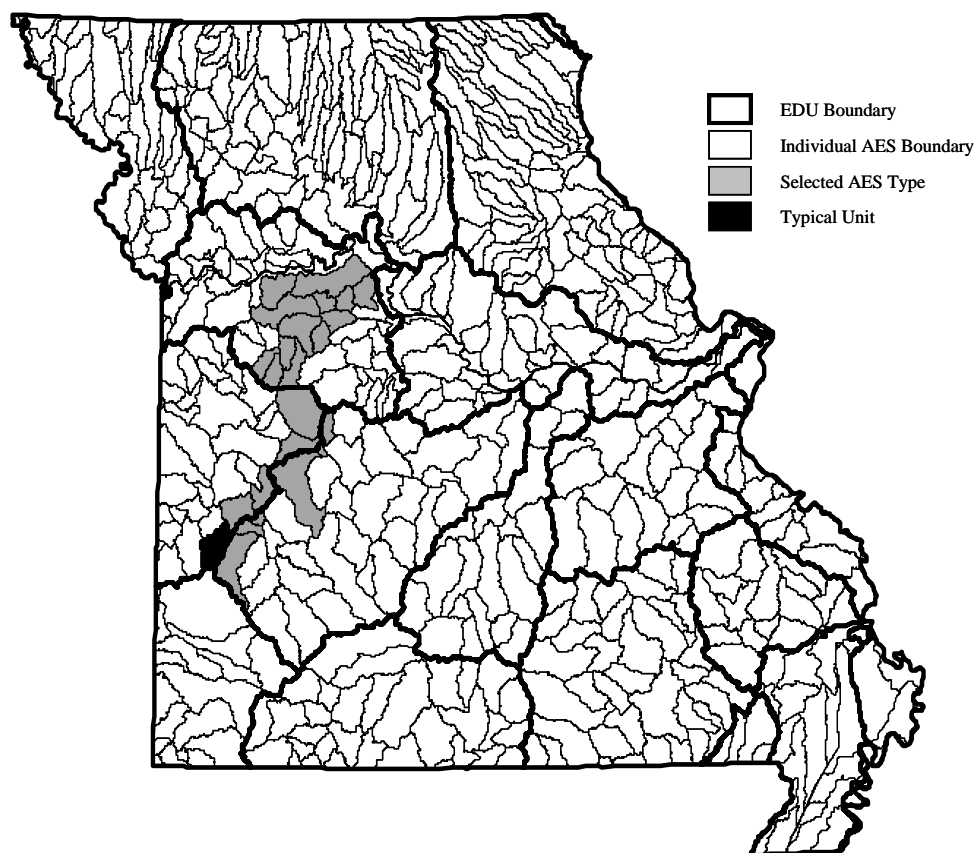 EDU Boundary
Individual AES Boundary
Selected AES Type
Typical Unit